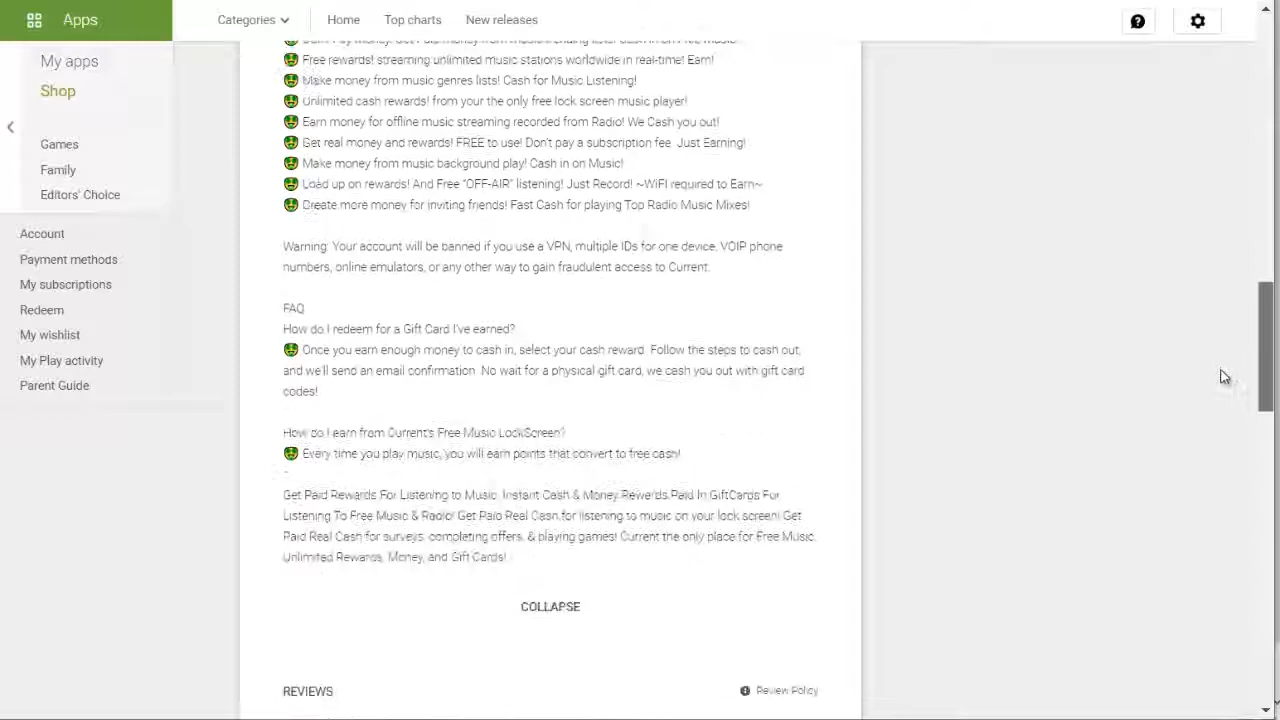 Apps
Categories
Home
Top charts
New releases
My apps
Shop
Games
Family
Editors' Choice
Account
Payment methods
My subscriptions
Redeem
My wishlist
My Play activity
Parent Guide
Free rewards! streaming unlimited music stations worldwide in real-time! Earn!
Make money from music genres lists! Cash for Music Listening!
Unlimited cash rewards! from your the only free lock screen music player!
Earn money for offline music streaming recorded from Radio! We Cash you out!
Get real money and rewards! FREE to use! Don't pay a subscription fee Just Earning!
Make money from music background play! Cash in on Music!
Load up on rewards! And Free "OFF-AIR" listening! Just Record! ~WiFI required to Earn~
Create more money for inviting friends! Fast Cash for playing Top Radio Music Mixes!
Warning: Your account will be banned if you use a VPN, multiple IDs for one device, VOIP phone
numbers, online emulators, or any other way to gain fraudulent access to Current.
FAQ
How do I redeem for a Gift Card I've earned?
Once you earn enough money to cash in, select your cash reward. Follow the steps to cash out,
and we'll send an email confirmation. No wait for a physical gift card, we cash you out with gift card
codes!
How do I earn from Current's Free Music LockScreen?
Every time you play music, you will earn points that convert to free cash!
-
Get Paid Rewards For Listening to Music. Instant Cash & Money Rewards Paid In GiftCards For
Listening To Free Music & Radio! Get Paid Real Cash for listening to music on your lock screen! Get
Paid Real Cash for surveys, completing offers, & playing games! Current the only place for Free Music
Unlimited Rewards, Money, and Gift Cards!
COLLAPSE
REVIEWS
Review Policy